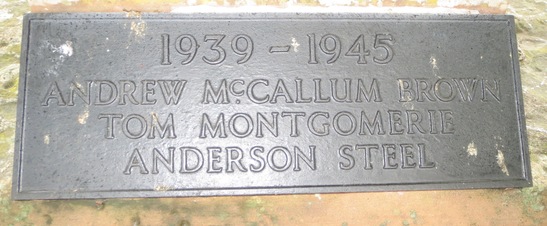 1939 - 1945
ANDREW McCALLUM BROWN
TOM MONTGOMERIE
ANDERSON STEEL